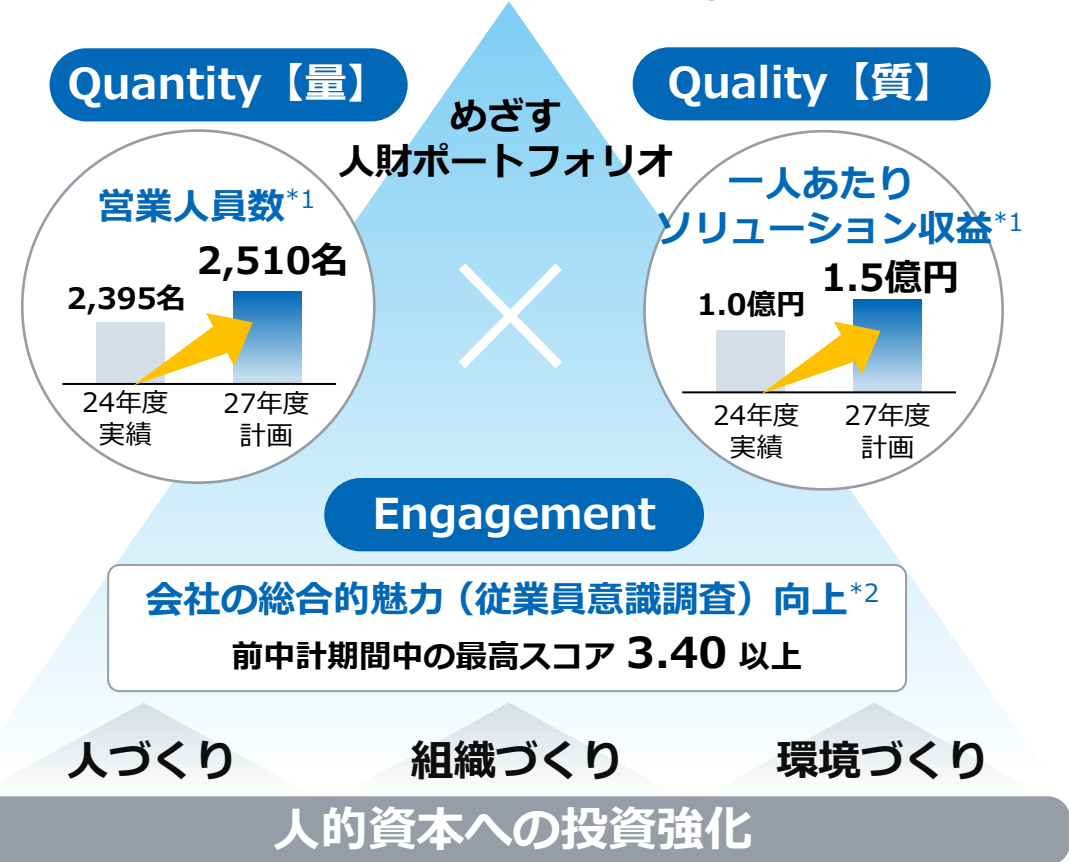 Quantity【量】
Quality【質】
めざす
人財ポートフォリオ
営業人員数*1
2,510名
2,395名
24年度
実績
27年度
計画
一人あたり
ソリューション収益*1
1.5億円
1.0億円
24年度
実績
27年度
計画
Engagement
会社の総合的魅力（従業員意識調査）向上*2
前中計期間中の最高スコア 3.40 以上
人づくり
組織づくり
環境づくり
人的資本への投資強化